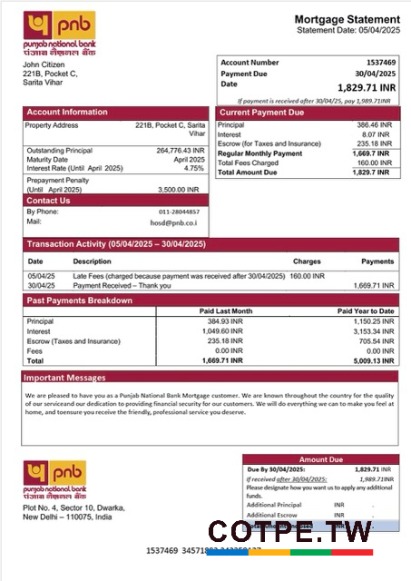 pnb
punjab national bank
पंजाब नैशनल बैंक
Mortgage Statement
Statement Date: 05/04/2025
John Citizen
221B, Pocket C,
Sarita Vihar
Account Number 1537469
Payment Due 30/04/2025
Date
1,829.71 INR
If payment is received after 30/04/25, pay 1,989.71INR
Account Information
Property Address 221B, Pocket C, Sarita
Vihar
Outstanding Principal 264,776.43 INR
Maturity Date April 2025
Interest Rate (Until April 2025) 4.75%
Prepayment Penalty
(Until April 2025) 3,500.00 INR
Contact Us
By Phone: 011-28044857
Mail: hosd@pnb.co.i
Current Payment Due
Principal 386.46 INR
Interest 8.07 INR
Escrow (for Taxes and Insurance) 235.18 INR
Regular Monthly Payment 1,669.7 INR
Total Fees Charged 160.00 INR
Total Amount Due 1,829.7 INR
Transaction Activity (05/04/2025 – 30/04/2025)
Date Description Charges Payments
05/04/25 Late Fees (charged because payment was received after 30/04/2025) 160.00 INR
30/04/25 Payment Received – Thank you 1,669.71 INR
Past Payments Breakdown
Paid Last Month Paid Year to Date
Principal 384.93 INR 1,150.25 INR
Interest 1,049.60 INR 3,153.34 INR
Escrow (Taxes and Insurance) 235.18 INR 705.54 INR
Fees 0.00 INR 0.00 INR
Total 1,669.71 INR 5,009.13 INR
Important Messages
We are pleased to have you as a Punjab National Bank Mortgage customer. We are known throughout the country for the quality
of our serviceand our dedication to providing financial security for our customers. We will do everything we can to make you feel at
home, and toensure you receive the friendly, professional service you deserve.
pnb
punjab national bank
पंजाब नैशनल बैंक
Plot No. 4, Sector 10, Dwarka,
New Delhi – 110075, India
Amount Due
Due By 30/04/2025: 1,829.71 INR
If received after 30/04/2025: 1,989.71INR
Please designate how you want us to apply any additional
funds.
Additional Principal INR
Additional Escrow INR
COTPE.TW
1537469